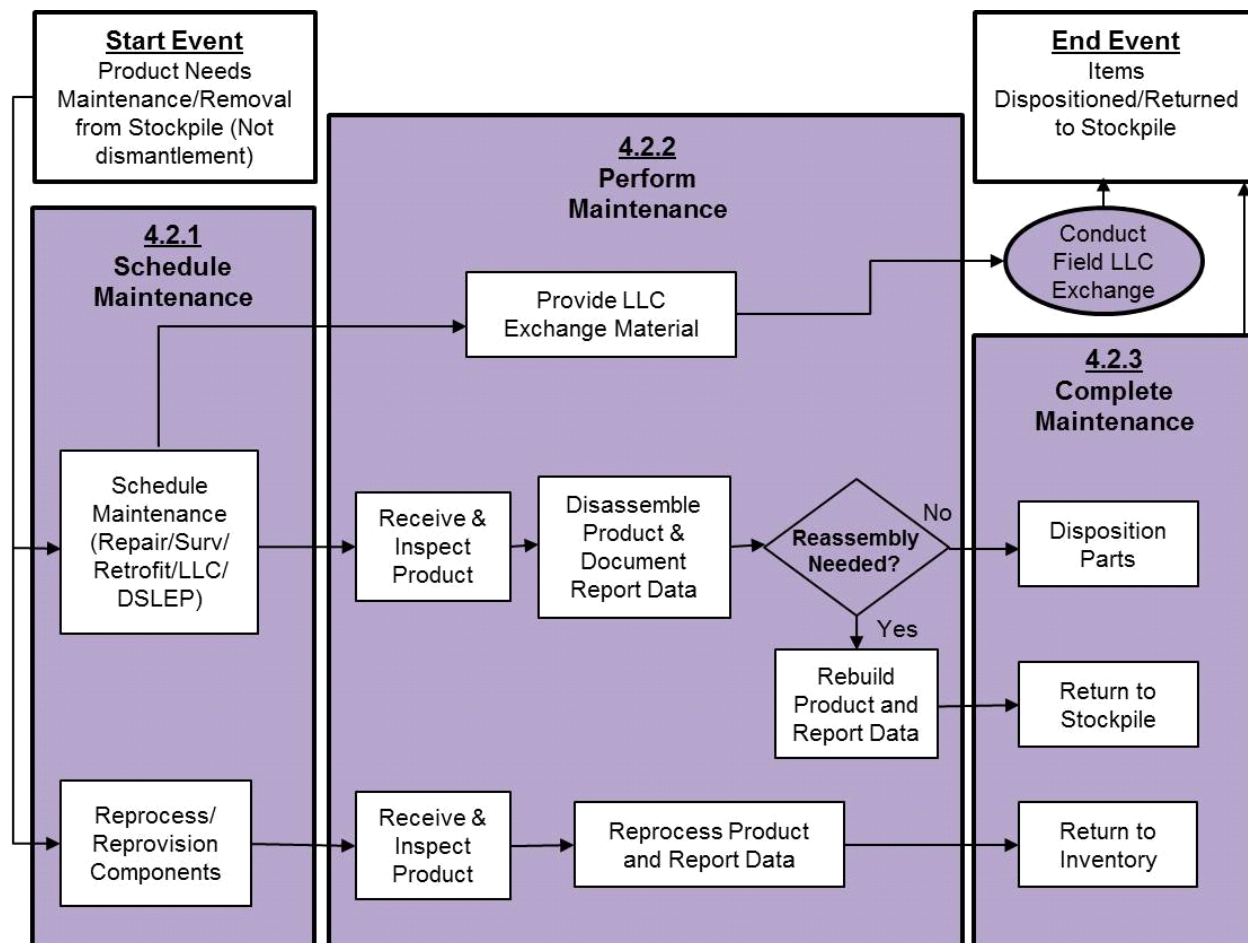 Start Event
Product Needs
Maintenance/Removal
from Stockpile (Not
dismantlement)
End Event
Items
Dispositioned/Returned
to Stockpile
4.2.1
Schedule
Maintenance
4.2.2
Perform
Maintenance
Conduct
Field LLC
Exchange
Provide LLC
Exchange Material
4.2.3
Complete
Maintenance
Schedule
Maintenance
(Repair/Surv/
Retrofit/LLC/
DSLEP)
Receive &
Inspect
Product
Disassemble
Product &
Document
Report Data
Reassembly
Needed?
No
Yes
Disposition
Parts
Rebuild
Product and
Report Data
Return to
Stockpile
Reprocess/
Reprovision
Components
Receive &
Inspect
Product
Reprocess Product
and Report Data
Return to
Inventory